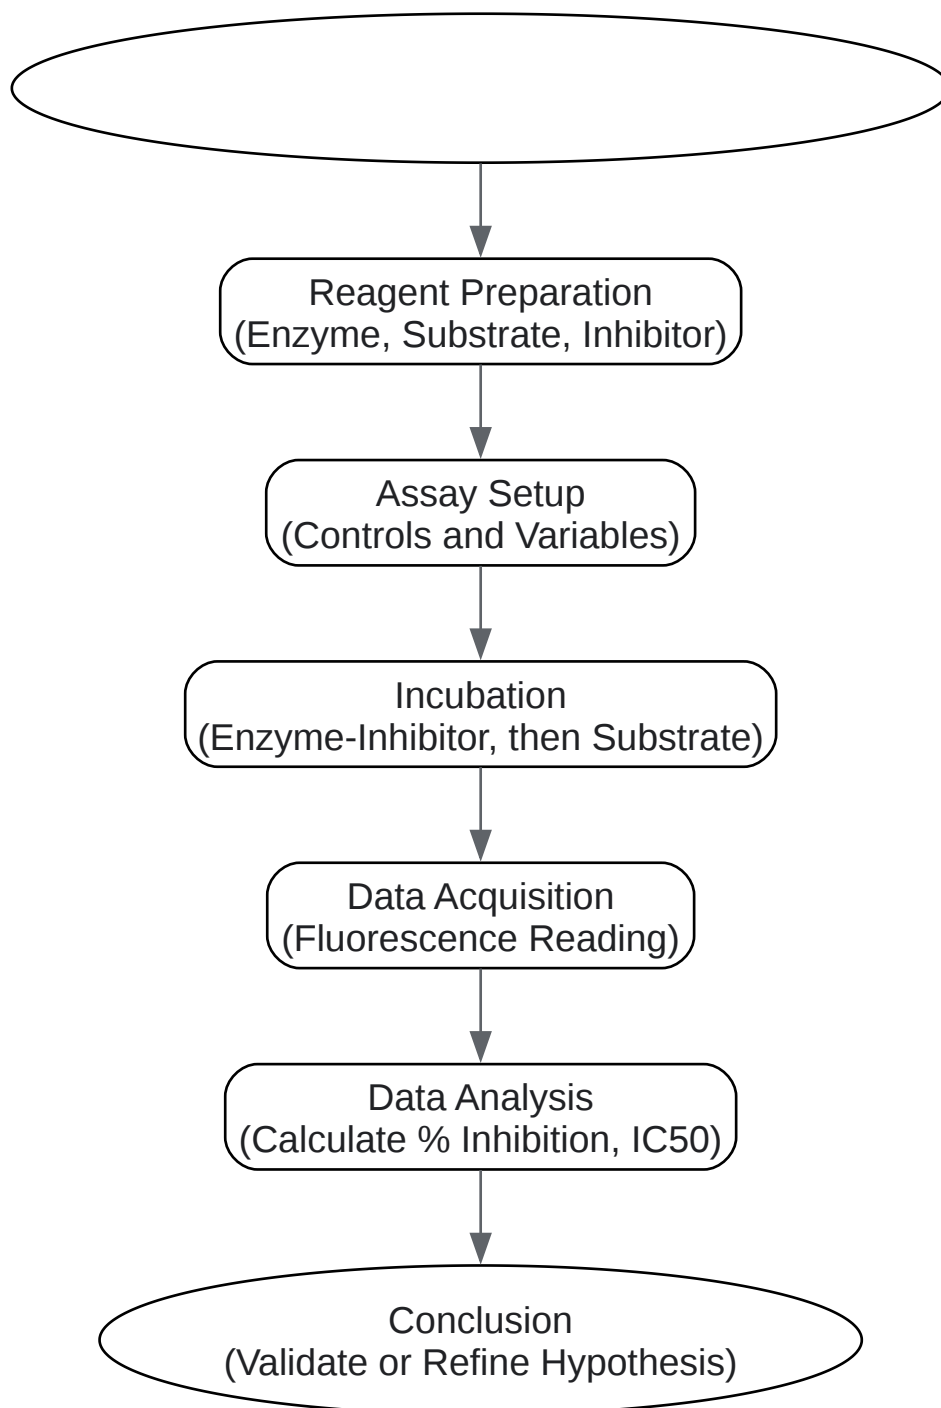 Reagent Preparation
(Enzyme, Substrate, Inhibitor)
Assay Setup
(Controls and Variables)
Incubation
(Enzyme-Inhibitor, then Substrate)
Data Acquisition
(Fluorescence Reading)
Data Analysis
(Calculate % Inhibition, IC50)
Conclusion
(Validate or Refine Hypothesis)